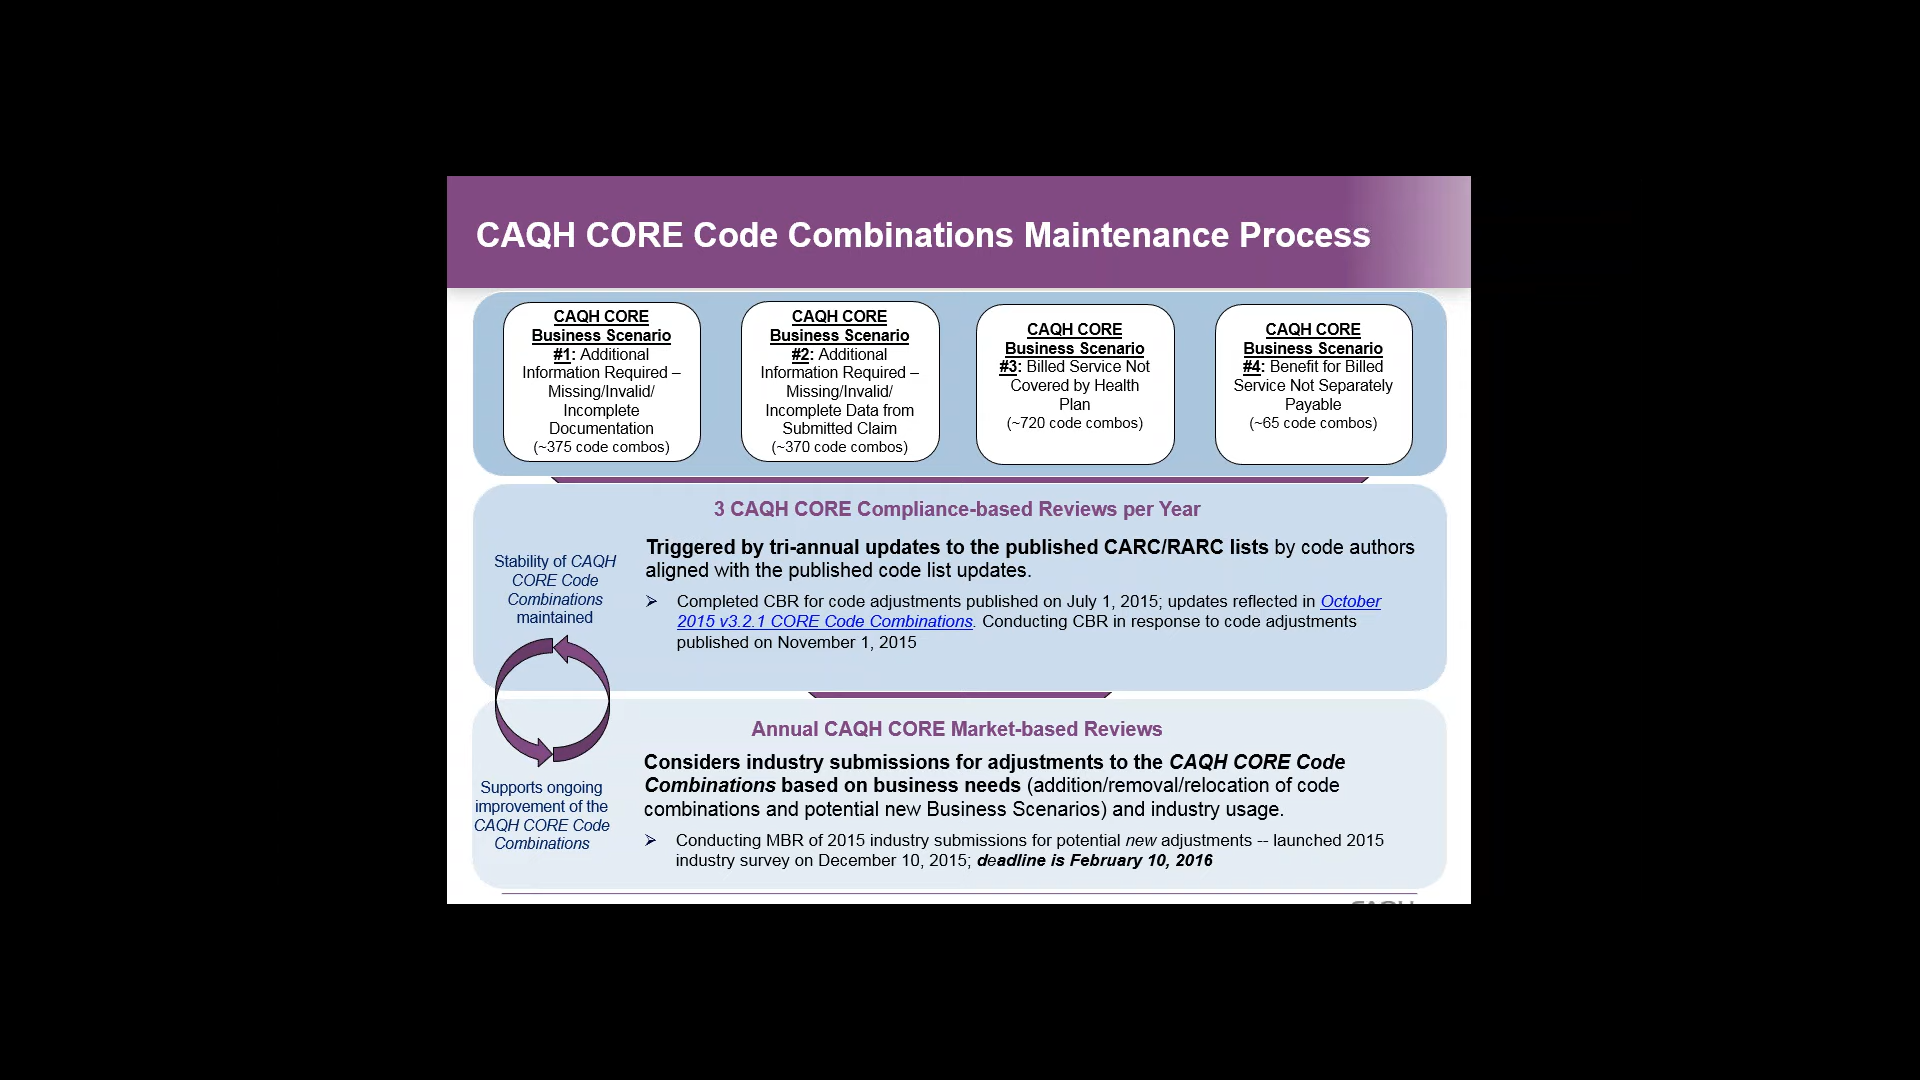 CAQH CORE Code Combinations Maintenance Process
CAQH CORE
Business Scenario
#1: Additional
Information Required –
Missing/Invalid/
Incomplete
Documentation
(~375 code combos)
CAQH CORE
Business Scenario
#2: Additional
Information Required –
Missing/Invalid/
Incomplete Data from
Submitted Claim
(~370 code combos)
CAQH CORE
Business Scenario
#3: Billed Service Not
Covered by Health
Plan
(~720 code combos)
CAQH CORE
Business Scenario
#4: Benefit for Billed
Service Not Separately
Payable
(~65 code combos)
3 CAQH CORE Compliance-based Reviews per Year
Stability of CAQH
CORE Code
Combinations
maintained
Triggered by tri-annual updates to the published CARC/RARC lists by code authors
aligned with the published code list updates.
➢ Completed CBR for code adjustments published on July 1, 2015; updates reflected in October
2015 v3.2.1 CORE Code Combinations. Conducting CBR in response to code adjustments
published on November 1, 2015
Annual CAQH CORE Market-based Reviews
Supports ongoing
improvement of the
CAQH CORE Code
Combinations
Considers industry submissions for adjustments to the CAQH CORE Code
Combinations based on business needs (addition/removal/relocation of code
combinations and potential new Business Scenarios) and industry usage.
➢ Conducting MBR of 2015 industry submissions for potential new adjustments -- launched 2015
industry survey on December 10, 2015; deadline is February 10, 2016